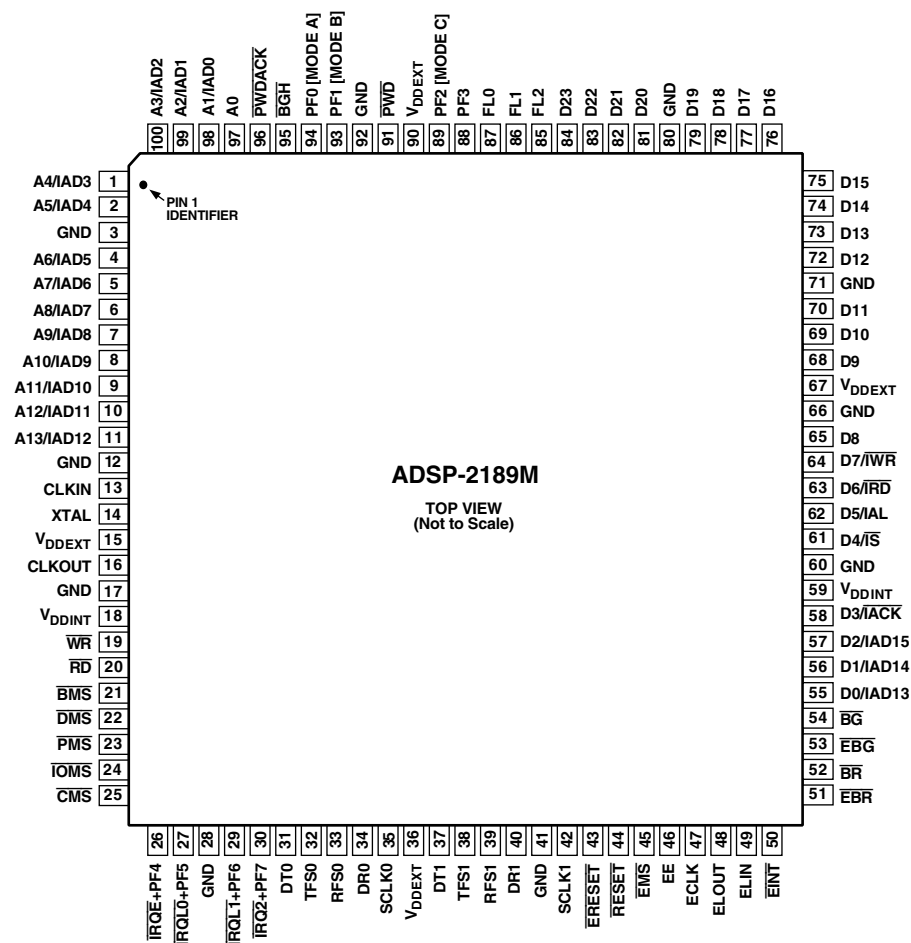 A3/IAD2
A2/IAD1
A1/IAD0
A0
PWDACK
BGH
PF0 [MODE A]
PF1 [MODE B]
GND
PWD
VDDEXT
PF2 [MODE C]
PF3
FL0
FL1
FL2
D23
D22
D21
D20
GND
D19
D18
D17
D16
100 99 98 97 96 95 94 93 92 91 90 89 88 87 86 85 84 83 82 81 80 79 78 77 76
A4/IAD3 1
A5/IAD4 2
GND 3
A6/IAD5 4
A7/IAD6 5
A8/IAD7 6
A9/IAD8 7
A10/IAD9 8
A11/IAD10 9
A12/IAD11 10
A13/IAD12 11
GND 12
CLKIN 13
XTAL 14
VDDEXT 15
CLKOUT 16
GND 17
VDDINT 18
WR 19
RD 20
BMS 21
DMS 22
PMS 23
IOMS 24
CMS 25
PIN 1
IDENTIFIER
ADSP-2189M
TOP VIEW
(Not to Scale)
75 D15
74 D14
73 D13
72 D12
71 GND
70 D11
69 D10
68 D9
67 VDDEXT
66 GND
65 D8
64 D7/IWR
63 D6/IRD
62 D5/IAL
61 D4/IS
60 GND
59 VDDINT
58 D3/IACK
57 D2/IAD15
56 D1/IAD14
55 D0/IAD13
54 BG
53 EBG
52 BR
51 EBR
26 27 28 29 30 31 32 33 34 35 36 37 38 39 40 41 42 43 44 45 46 47 48 49 50
IRQE+PF4
IRQL0+PF5
GND
IRQL1+PF6
IRQ2+PF7
DT0
TFS0
RFS0
DR0
SCLK0
VDDEXT
DT1
TFS1
RFS1
DR1
GND
SCLK1
ERESET
RESET
EMS
EE
ECLK
ELOUT
ELIN
EINT